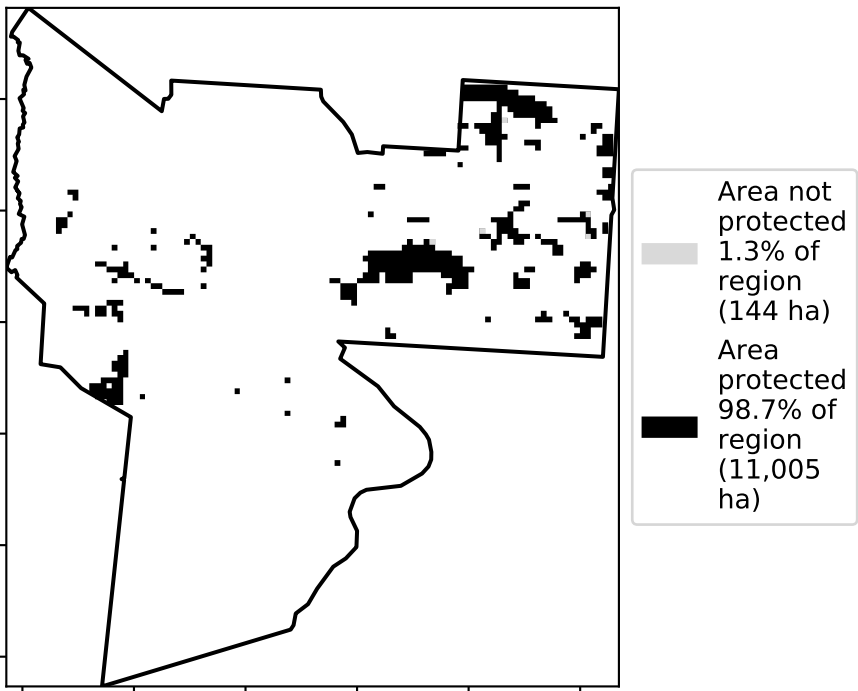 Area not
protected
1.3% of
region
(144 ha)
Area
protected
98.7% of
region
(11,005
ha)